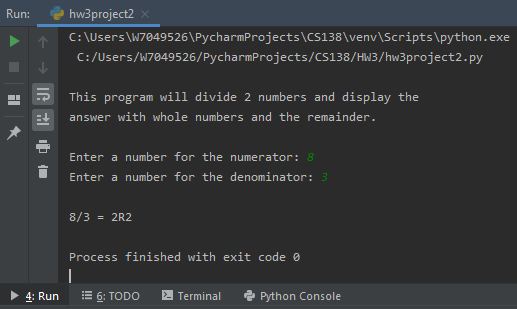 Run: hw3project2
C:\Users\W7049526\PycharmProjects\CS138\venv\Scripts\python.exe
C:/Users/W7049526/PycharmProjects/CS138/HW3/hw3project2.py
This program will divide 2 numbers and display the
answer with whole numbers and the remainder.
Enter a number for the numerator: 8
Enter a number for the denominator: 3
8/3 = 2R2
Process finished with exit code 0
4: Run 6: TODO Terminal Python Console